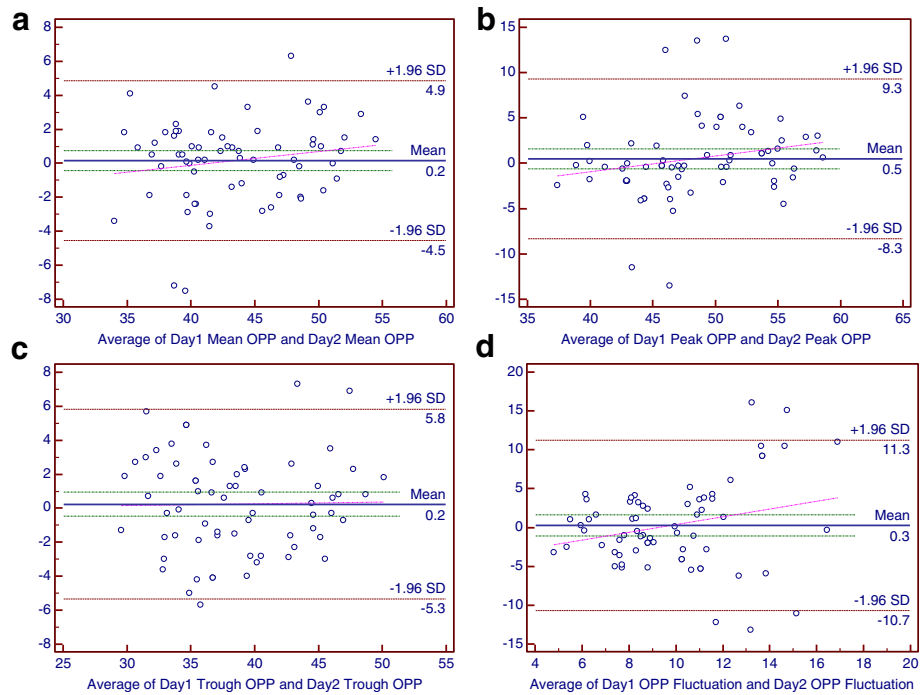 a
8
6
4
2
0
-2
-4
-6
-8
+1.96 SD
4.9
Mean
0.2
-1.96 SD
-4.5
30 35 40 45 50 55 60
Average of Day1 Mean OPP and Day2 Mean OPP
b
15
10
5
0
-5
-10
-15
+1.96 SD
9.3
Mean
0.5
-1.96 SD
-8.3
35 40 45 50 55 60 65
Average of Day1 Peak OPP and Day2 Peak OPP
c
8
6
4
2
0
-2
-4
-6
-8
+1.96 SD
5.8
Mean
0.2
-1.96 SD
-5.3
25 30 35 40 45 50 55
Average of Day1 Trough OPP and Day2 Trough OPP
d
20
15
10
5
0
-5
-10
-15
+1.96 SD
11.3
Mean
0.3
-1.96 SD
-10.7
4 6 8 10 12 14 16 18 20
Average of Day1 OPP Fluctuation and Day2 OPP Fluctuation